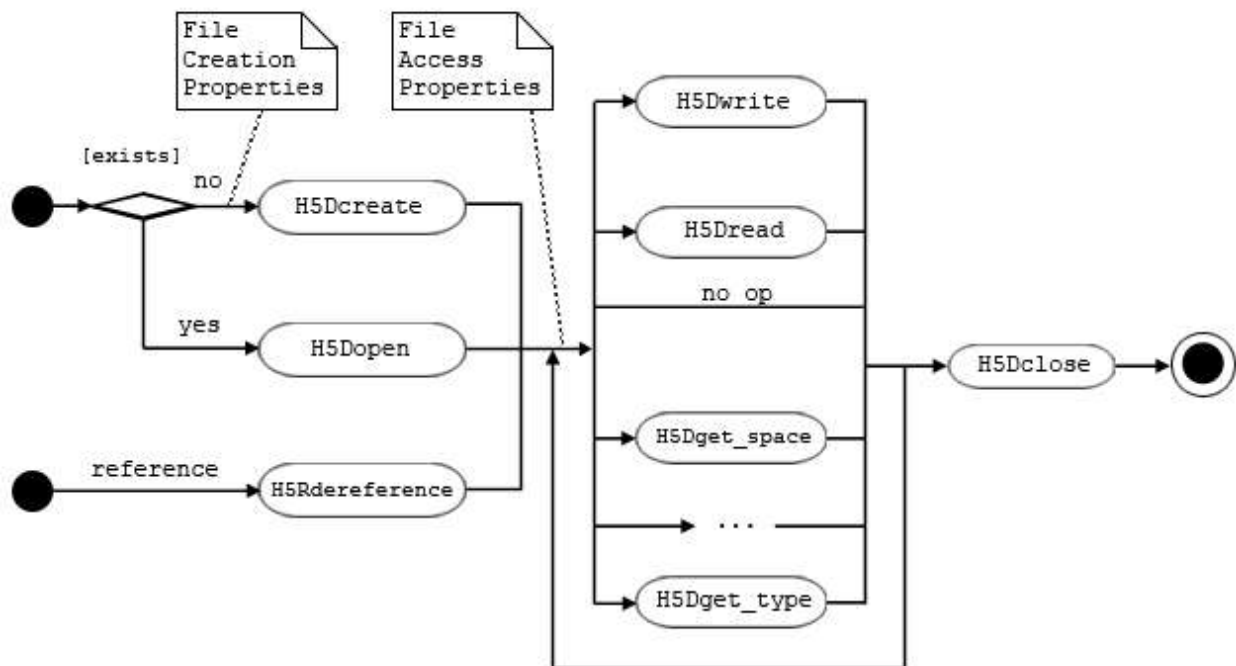 File
Creation
Properties
File
Access
Properties
H5Dwrite
[exists]
no
H5Dcreate
H5Dread
no op
yes
H5Dopen
H5Dclose
H5Dget_space
reference
H5Rdereference
...
H5Dget_type